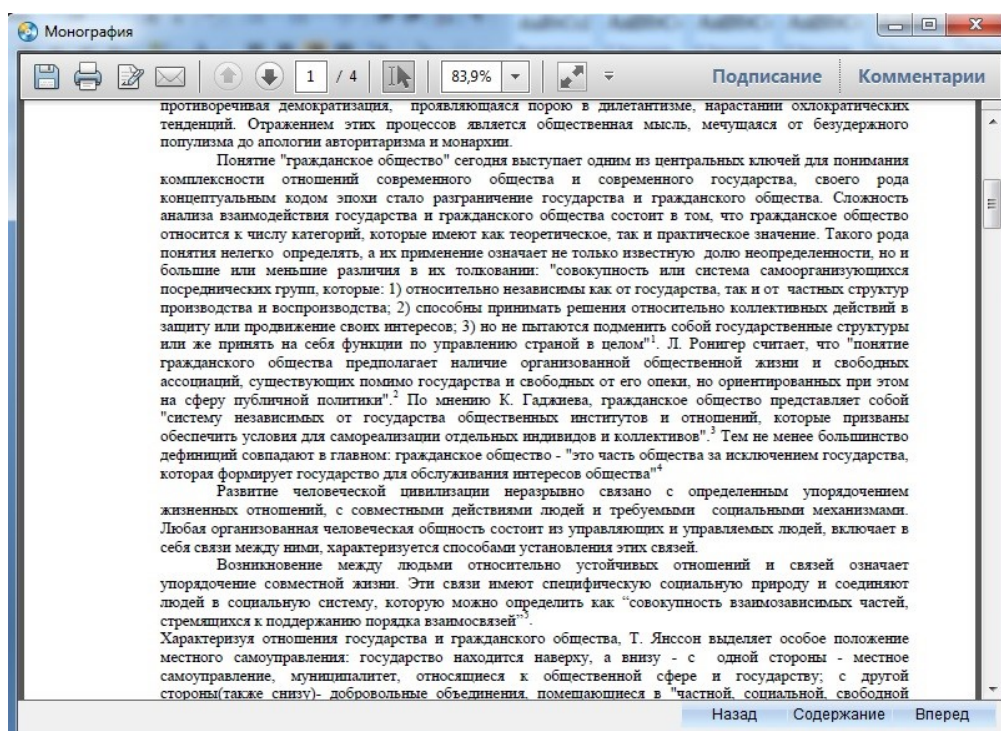 Монография
1 / 4
83,9%
Подписание Комментарии
противоречивая демократизация, проявляющаяся порою в дилетантизме, нарастании охлократических
тенденций. Отражением этих процессов является общественная мысль, мечущаяся от безудержного
популизма до апологии авторитаризма и монархии.
Понятие "гражданское общество" сегодня выступает одним из центральных ключей для понимания
комплексности отношений современного общества и современного государства, своего рода
концептуальным кодом эпохи стало разграничение государства и гражданского общества. Сложность
анализа взаимодействия государства и гражданского общества состоит в том, что гражданское общество
относится к числу категорий, которые имеют как теоретическое, так и практическое значение. Такого рода
понятия нелегко определять, а их применение означает не только известную долю неопределенности, но и
большие или меньшие различия в их толковании: "совокупность или система самоорганизующихся
посреднических групп, которые: 1) относительно независимы как от государства, так и от частных структур
производства и воспроизводства; 2) способны принимать решения относительно коллективных действий в
защиту или продвижение своих интересов; 3) но не пытаются подменить собой государственные структуры
или же принять на себя функции по управлению страной в целом"1. Л. Ронигер считает, что "понятие
гражданского общества предполагает наличие организованной общественной жизни и свободных
ассоциаций, существующих помимо государства и свободных от его опеки, но ориентированных при этом
на сферу публичной политики".2 По мнению К. Гаджиева, гражданское общество представляет собой
"систему независимых от государства общественных институтов и отношений, которые призваны
обеспечить условия для самореализации отдельных индивидов и коллективов".3 Тем не менее большинство
дефиниций совпадают в главном: гражданское общество - "это часть общества за исключением государства,
которая формирует государство для обслуживания интересов общества"4
Развитие человеческой цивилизации неразрывно связано с определенным упорядочением
жизненных отношений, с совместными действиями людей и требуемыми социальными механизмами.
Любая организованная человеческая общность состоит из управляющих и управляемых людей, включает в
себя связи между ними, характеризуется способами установления этих связей.
Возникновение между людьми относительно устойчивых отношений и связей означает
упорядочение совместной жизни. Эти связи имеют специфическую социальную природу и соединяют
людей в социальную систему, которую можно определить как “совокупность взаимозависимых частей,
стремящихся к поддержанию порядка взаимосвязей”5.
Характеризуя отношения государства и гражданского общества, Т. Янссон выделяет особое положение
местного самоуправления: государство находится наверху, а внизу - с одной стороны - местное
самоуправление, муниципалитет, относящиеся к общественной сфере и государству; с другой
стороны(также снизу)- добровольные объединения, помещающиеся в "частной, социальной, свободной
Назад Содержание Вперед